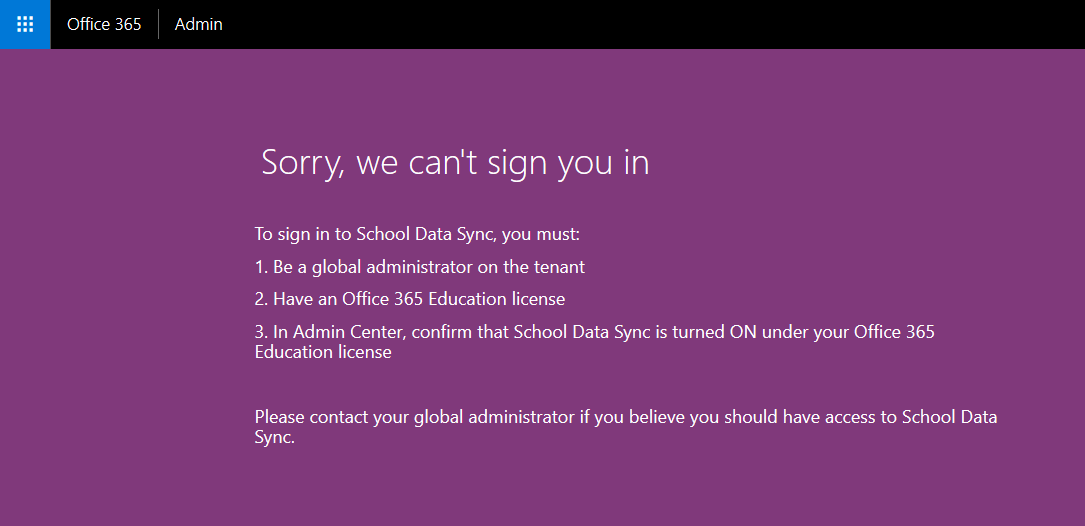 Office 365
Admin
Sorry, we can't sign you in
To sign in to School Data Sync, you must:
1. Be a global administrator on the tenant
2. Have an Office 365 Education license
3. In Admin Center, confirm that School Data Sync is turned ON under your Office 365
Education license
Please contact your global administrator if you believe you should have access to School Data
Sync.